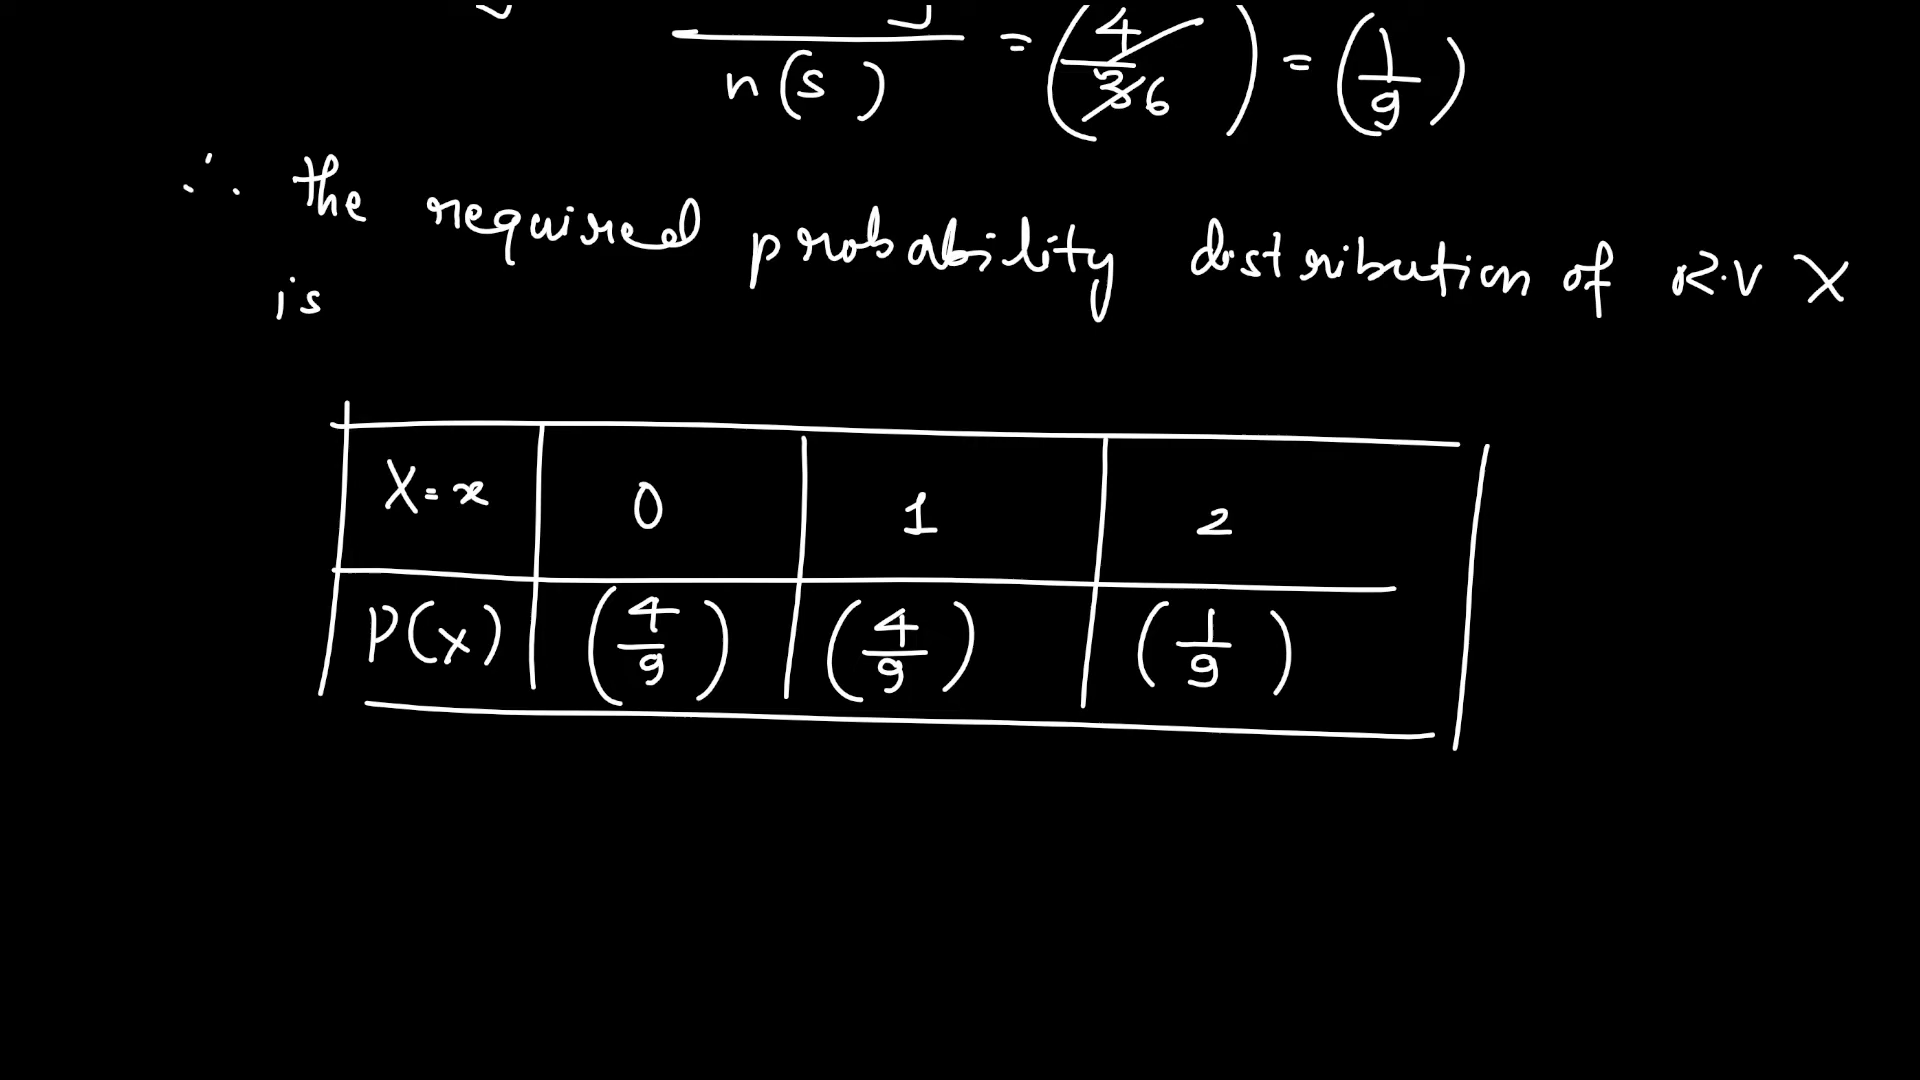 n(s) = (4/36) = (1/9)
∴ the required probability distribution of R.V X
is
X=x 0 1 2
P(x) (4/9) (4/9) (1/9)